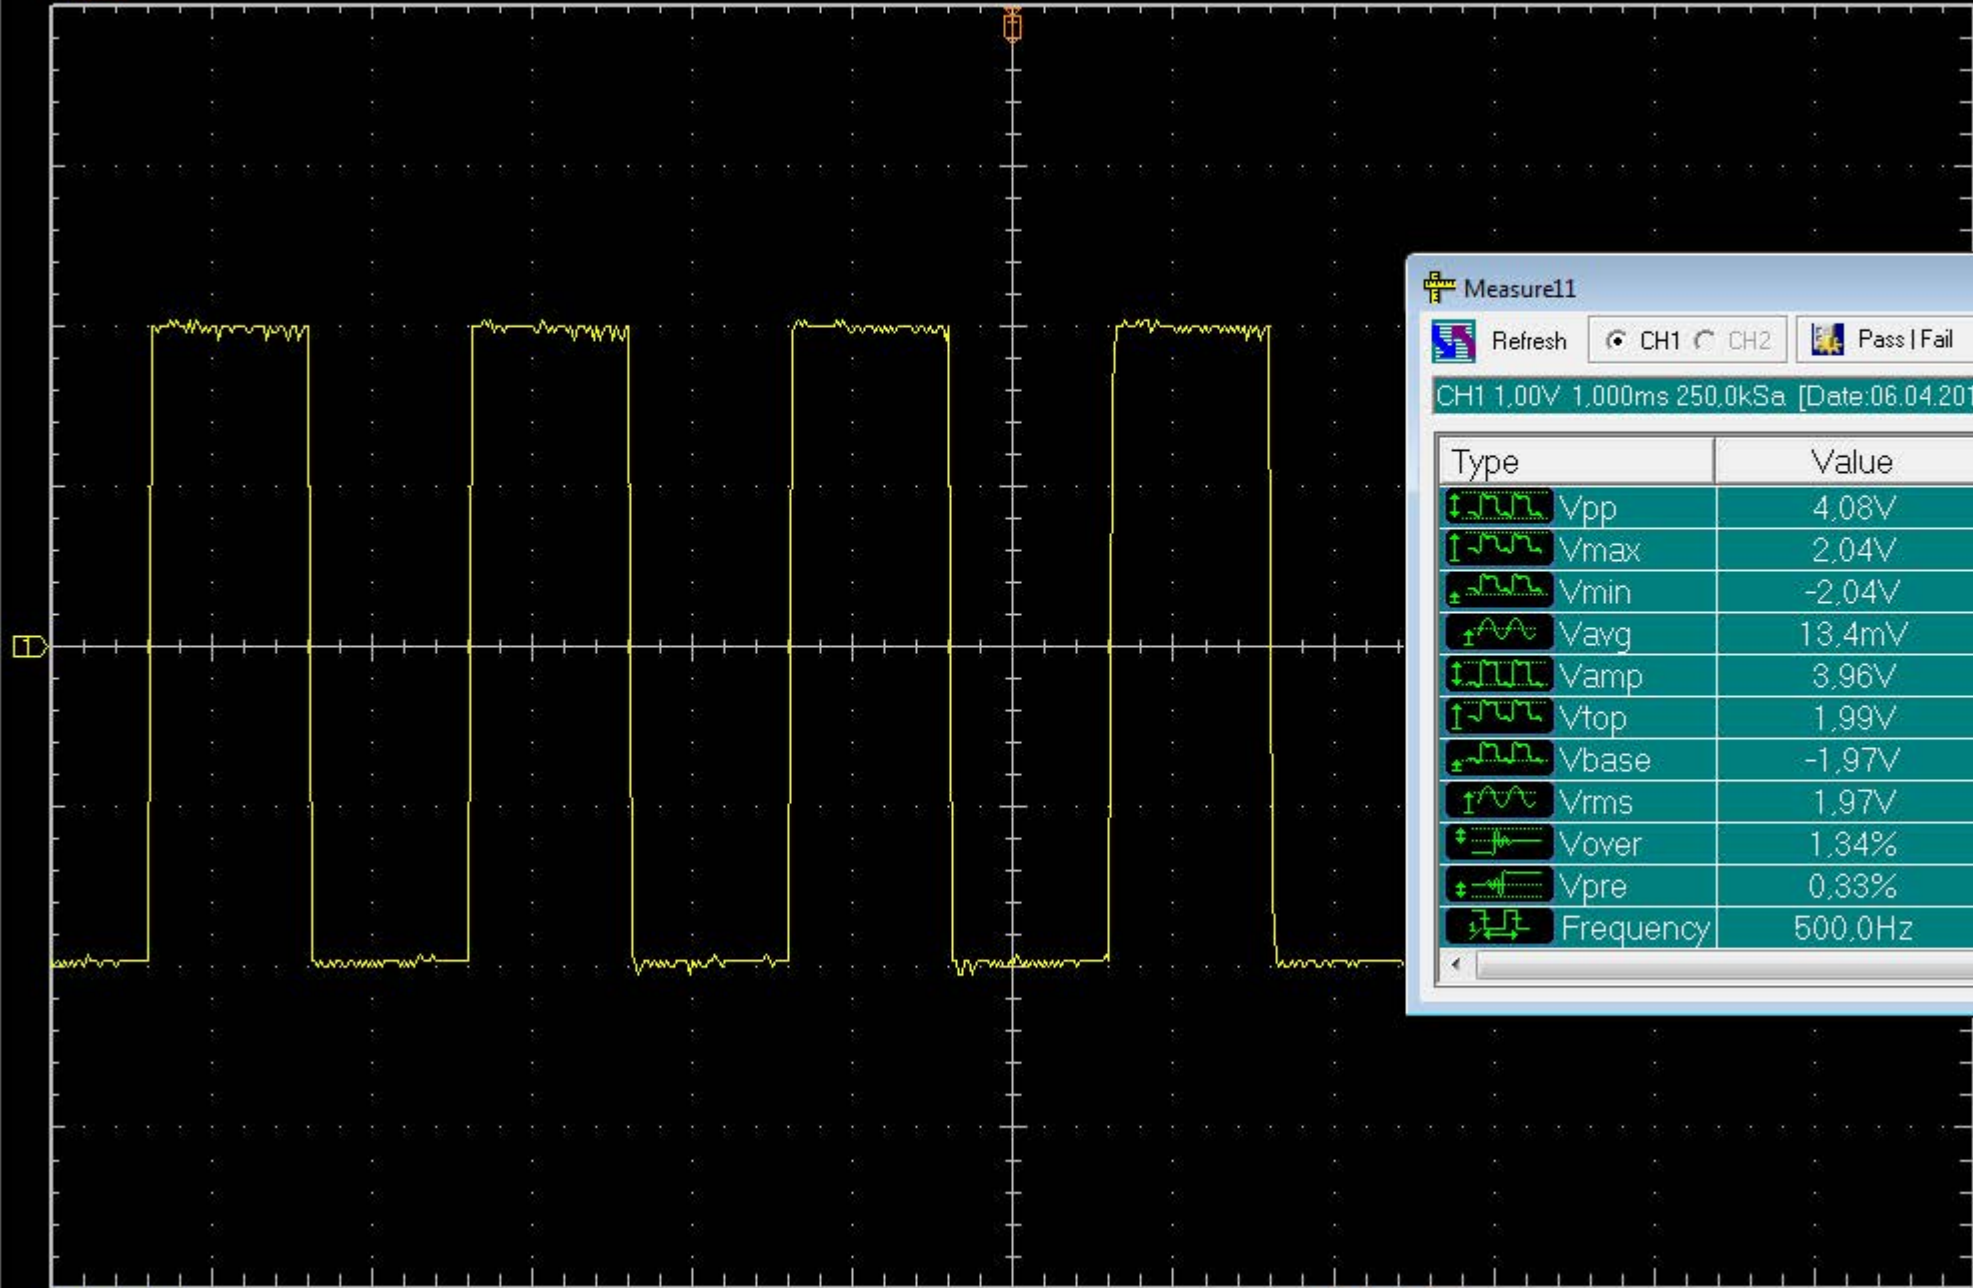 1
Measure11
Refresh CH1 CH2 Pass | Fail
CH1 1,00V 1,000ms 250,0kSa [Date:06.04.201
Type Value
Vpp 4,08V
Vmax 2,04V
Vmin -2,04V
Vavg 13,4mV
Vamp 3,96V
Vtop 1,99V
Vbase -1,97V
Vrms 1,97V
Vover 1,34%
Vpre 0,33%
Frequency 500,0Hz